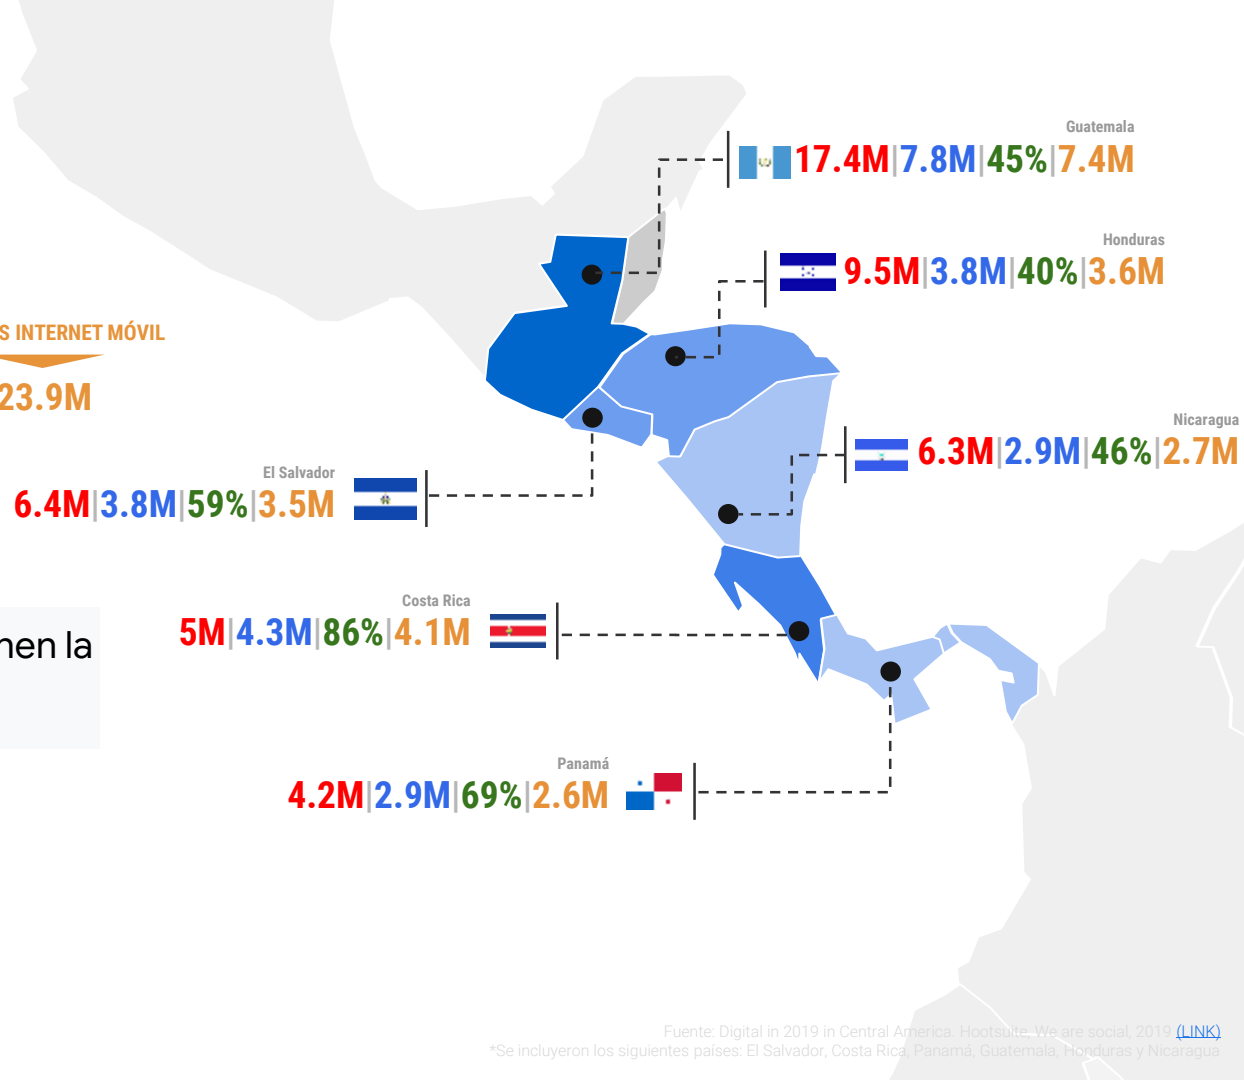 Guatemala
17.4M|7.8M|45%|7.4M
Honduras
9.5M|3.8M|40%|3.6M
S INTERNET MÓVIL
23.9M
Nicaragua
6.3M|2.9M|46%|2.7M
El Salvador
6.4M|3.8M|59%|3.5M
Costa Rica
5M|4.3M|86%|4.1M
nen la
Panamá
4.2M|2.9M|69%|2.6M
Fuente: Digital in 2019 in Central America. Hootsuite, We are social, 2019 (LINK)
*Se incluyeron los siguientes países: El Salvador, Costa Rica, Panamá, Guatemala, Honduras y Nicaragua